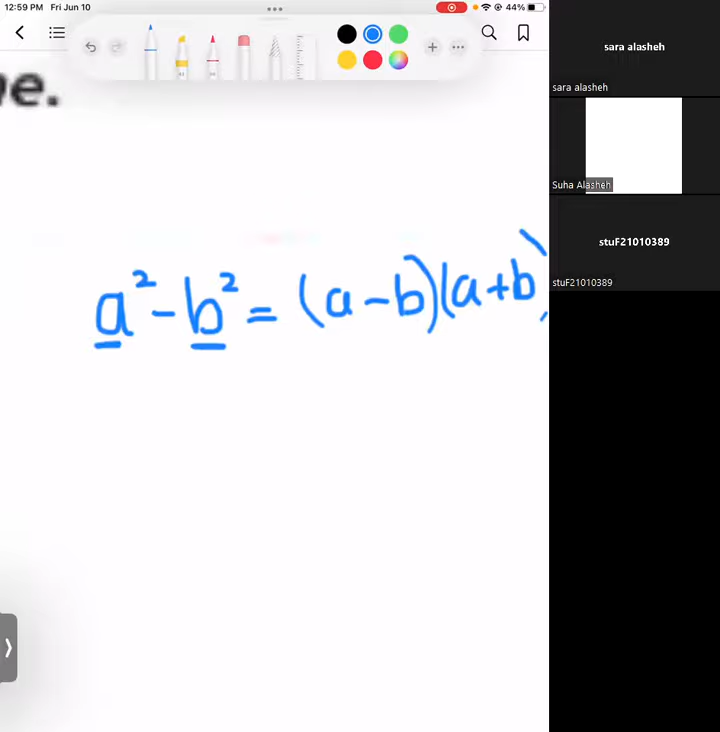 12:59 PM Fri Jun 10
44%
e.
a² - b² = (a - b)(a + b)
sara alasheh
sara alasheh
Suha Alasheh
stuF21010389
stuF21010389